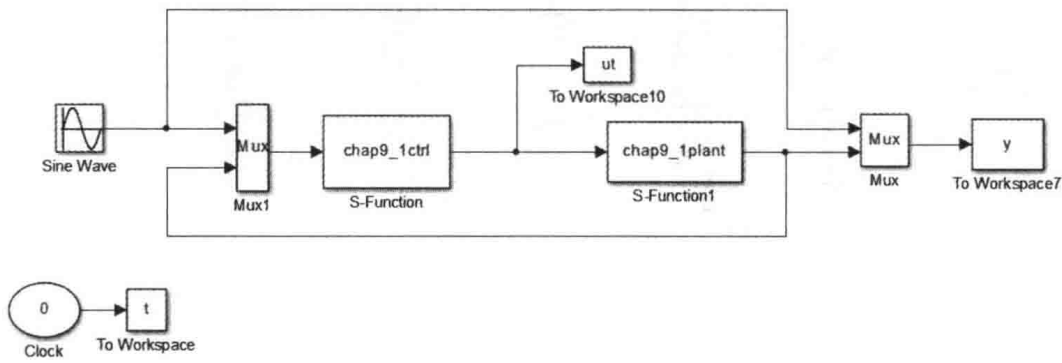 ut
To Workspace10
Sine Wave
Mux
Mux1
chap9_1ctrl
S-Function
chap9_1plant
S-Function1
Mux
Mux
y
To Workspace7
0
Clock
t
To Workspace